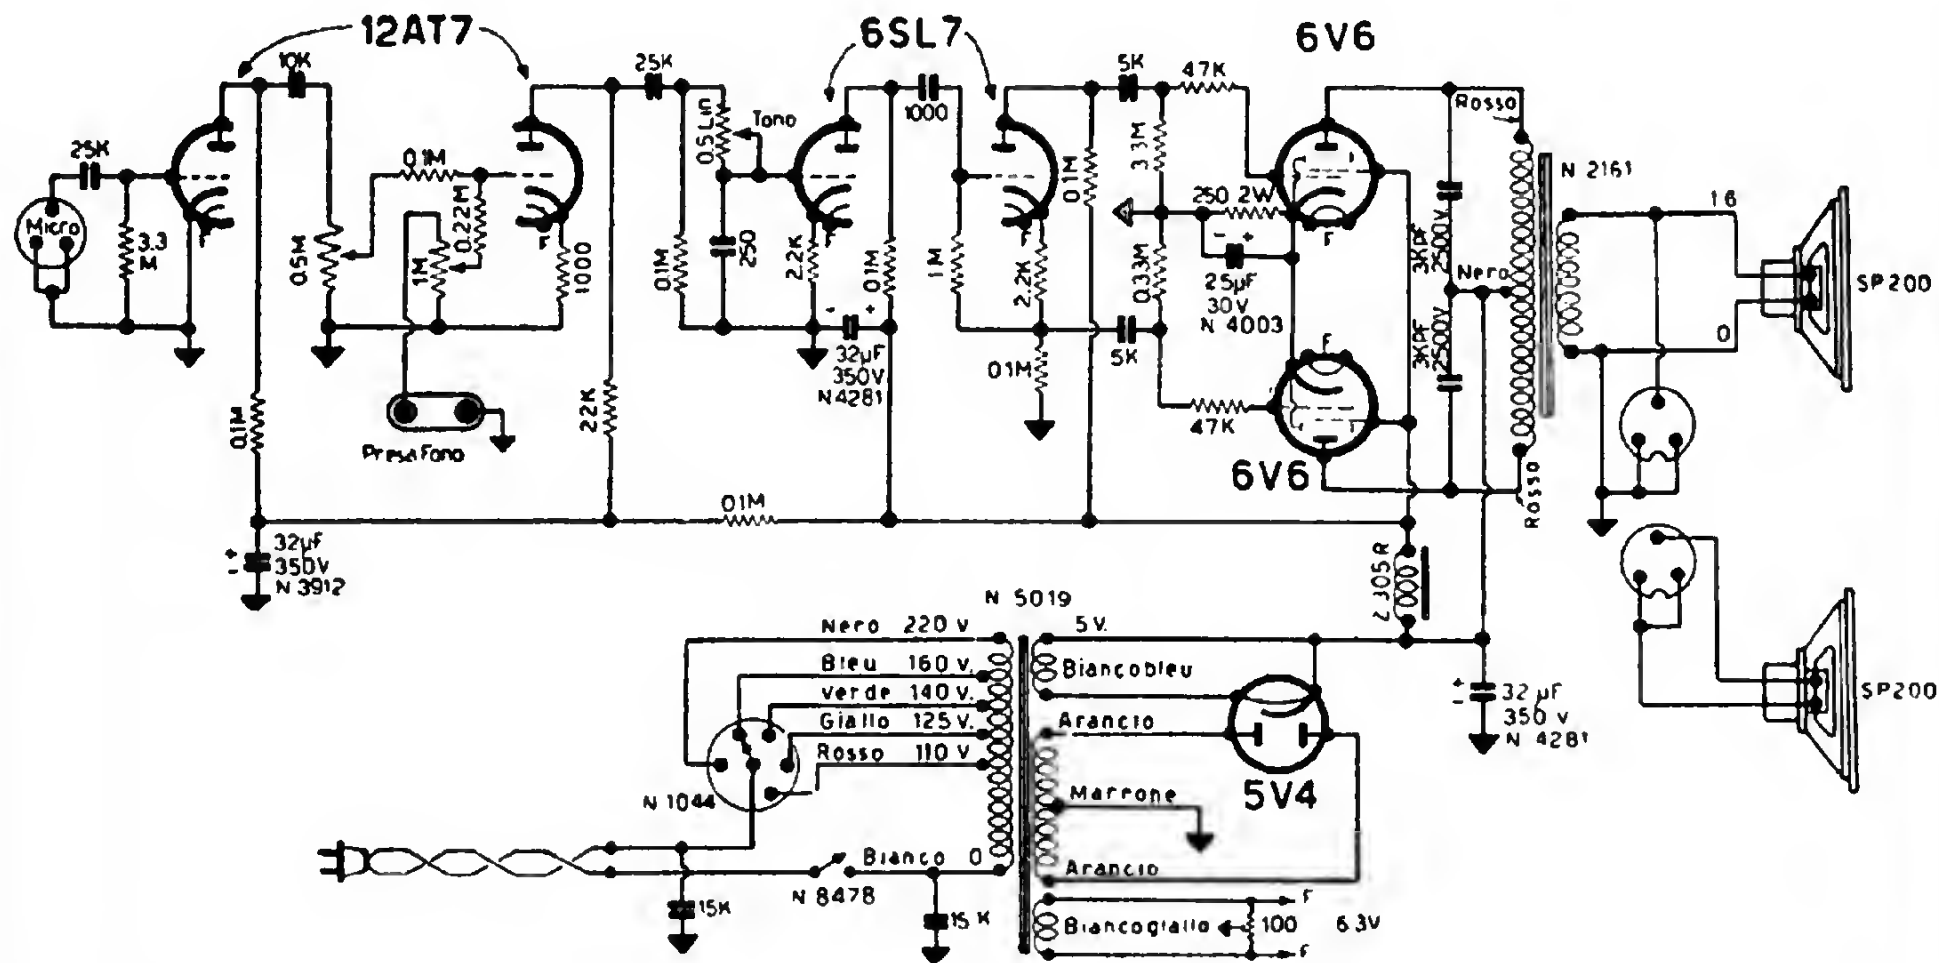 12AT7
6SL7
6V6
10K
25K
5K
47K
Rosso
25K
Micro
3.3
M
F
0.5M
0.1M
0.22M
1M
F
1000
0.5Lin
Tono
0.1M
250
2.2K
F
0.1M
1000
1M
F
2.2K
0.1M
3.3M
250 2W
F
0.33M
25µF
30V
N 4003
3KPF
2500V
Nero
3KPF
2500V
N 2161
16
0
SP200
32µF
350V
N4281
5K
0.1M
47K
F
6V6
Rosso
Presa Fono
0.1M
22K
0.1M
32µF
350V
N 3912
Z 305R
N 5019
Nero 220 V
Bleu 160 V.
Verde 140 V.
Giallo 125 V.
Rosso 110 V
N 1044
5V.
Biancobleu
Arancio
Marrone
Arancio
5V4
32 µF
350 V
N 4281
SP200
Bianco 0
N 8478
15K
15 K
Biancogiallo
100
6.3V
F
F